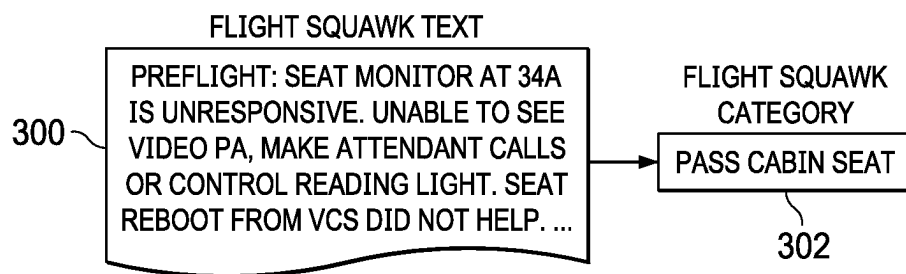 FLIGHT SQUAWK TEXT
300
PREFLIGHT: SEAT MONITOR AT 34A
IS UNRESPONSIVE. UNABLE TO SEE
VIDEO PA, MAKE ATTENDANT CALLS
OR CONTROL READING LIGHT. SEAT
REBOOT FROM VCS DID NOT HELP. ...
FLIGHT SQUAWK
CATEGORY
PASS CABIN SEAT
302